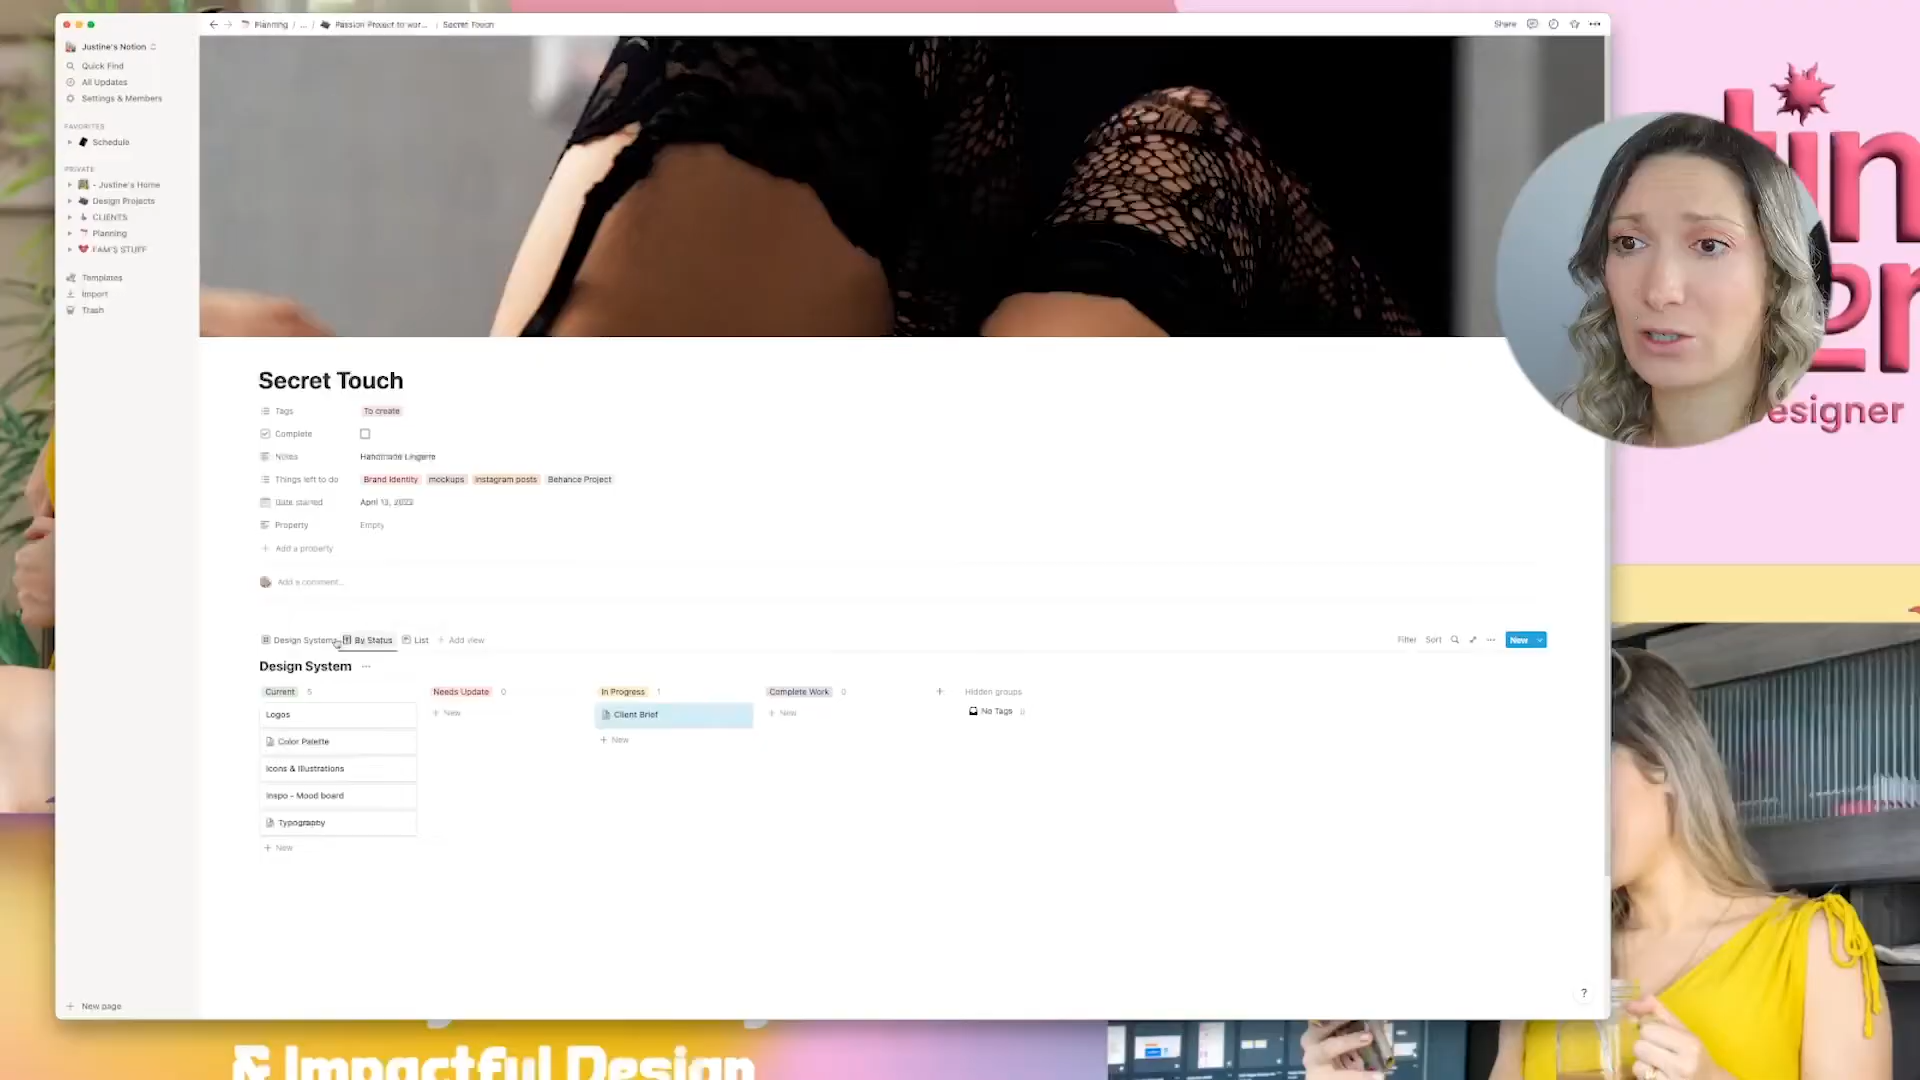 Planning / ... / Passion Project to wor... / Secret Touch
Share
Justine's Notion
Quick Find
All Updates
Settings & Members
FAVORITES
Schedule
PRIVATE
- Justine's Home
Design Projects
CLIENTS
Planning
FAM'S STUFF
Templates
Import
Trash
New page
Secret Touch
Tags To create
Complete
Notes Handmade Lingerie
Things left to do Brand Identity mockups Instagram posts Behance Project
Date started April 13, 2022
Property Empty
+ Add a property
Add a comment...
Design Systems By Status List + Add view
Filter Sort New
Design System ...
Current 5 Needs Update 0 In Progress 1 Complete Work 0 + Hidden groups
Logos + New Client Brief + New No Tags 0
Color Palette + New
Icons & Illustrations
Inspo - Mood board
Typography
+ New
?
esigner
& Impactful Design